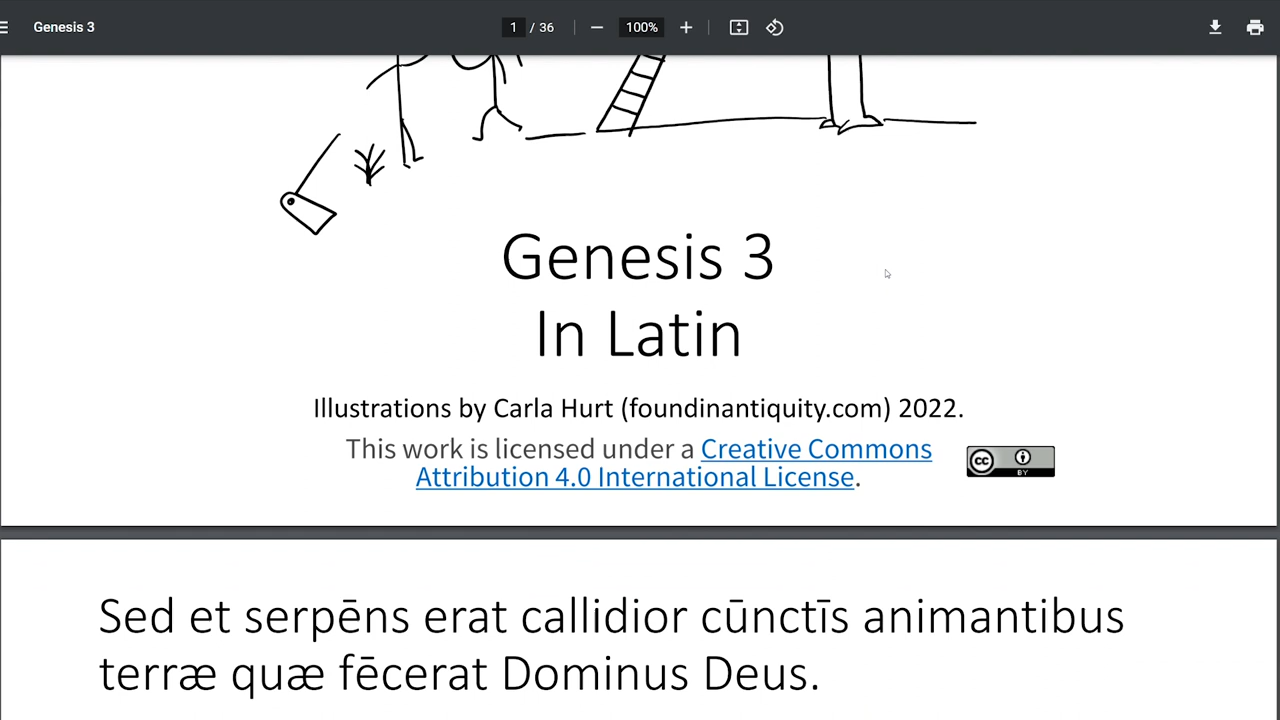 Genesis 3
1 / 36
100%
Genesis 3
In Latin
Illustrations by Carla Hurt (foundinantiquity.com) 2022.
This work is licensed under a Creative Commons
Attribution 4.0 International License.
cc BY
Sed et serpēns erat callidior cūnctīs animantibus
terræ quæ fēcerat Dominus Deus.